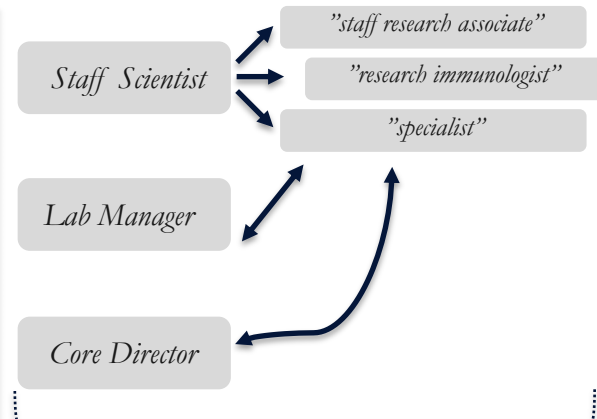 ”staff research associate”
Staff Scientist
”research immunologist”
”specialist”
Lab Manager
Core Director